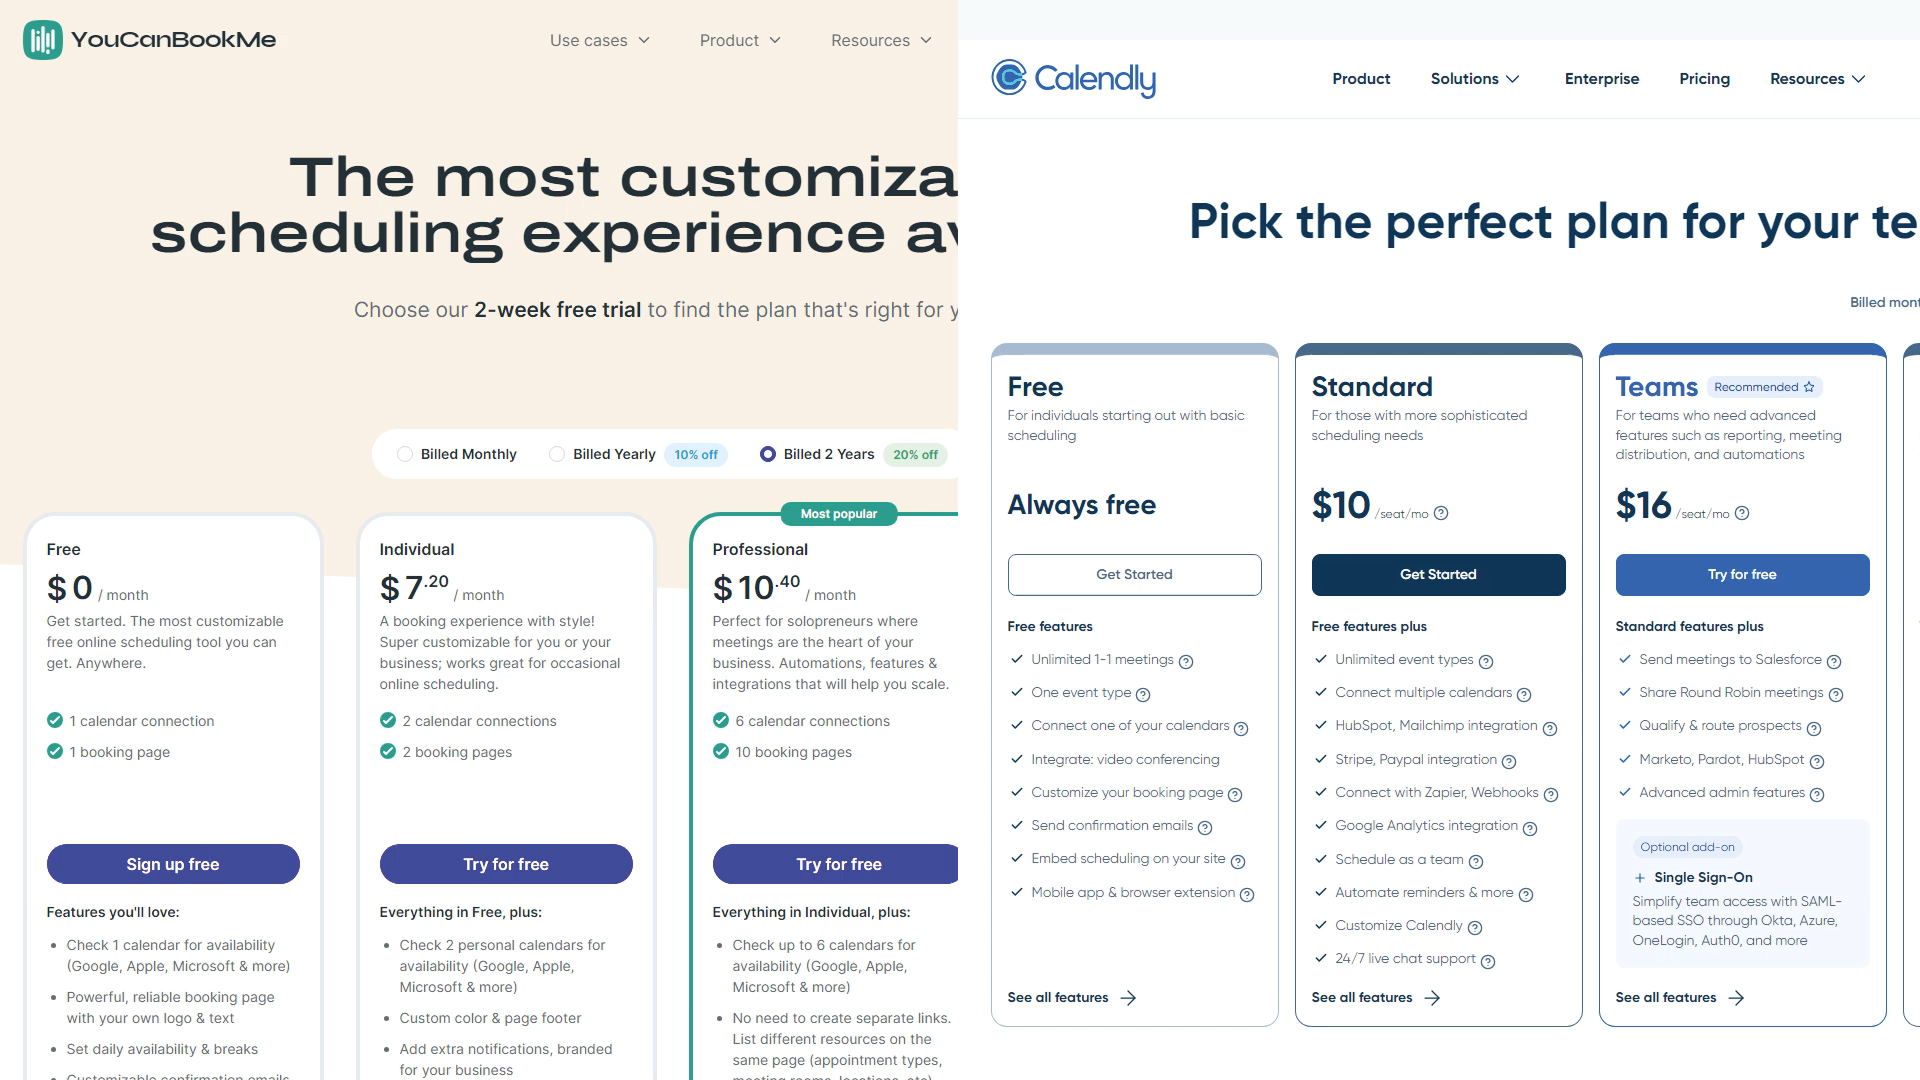 YouCanBookMe
Use cases
Product
Resources
The most customiza
scheduling experience av
Choose our 2-week free trial to find the plan that's right for y
Billed Monthly
Billed Yearly
10% off
Billed 2 Years
20% off
Free
$0 / month
Get started. The most customizable
free online scheduling tool you can
get. Anywhere.
1 calendar connection
1 booking page
Sign up free
Features you'll love:
Check 1 calendar for availability
(Google, Apple, Microsoft & more)
Powerful, reliable booking page
with your own logo & text
Set daily availability & breaks
Customizable confirmation emails
Individual
$7.20 / month
A booking experience with style!
Super customizable for you or your
business; works great for occasional
online scheduling.
2 calendar connections
2 booking pages
Try for free
Everything in Free, plus:
Check 2 personal calendars for
availability (Google, Apple,
Microsoft & more)
Custom color & page footer
Add extra notifications, branded
for your business
Most popular
Professional
$10.40 / month
Perfect for solopreneurs where
meetings are the heart of your
business. Automations, features &
integrations that will help you scale.
6 calendar connections
10 booking pages
Try for free
Everything in Individual, plus:
Check up to 6 calendars for
availability (Google, Apple,
Microsoft & more)
No need to create separate links.
List different resources on the
same page (appointment types,
meeting rooms, locations, etc)
Calendly
Product
Solutions
Enterprise
Pricing
Resources
Pick the perfect plan for your te
Billed mont
Free
For individuals starting out with basic
scheduling
Always free
Get Started
Free features
Unlimited 1-1 meetings
One event type
Connect one of your calendars
Integrate: video conferencing
Customize your booking page
Send confirmation emails
Embed scheduling on your site
Mobile app & browser extension
See all features
Standard
For those with more sophisticated
scheduling needs
$10 /seat/mo
Get Started
Free features plus
Unlimited event types
Connect multiple calendars
HubSpot, Mailchimp integration
Stripe, Paypal integration
Connect with Zapier, Webhooks
Google Analytics integration
Schedule as a team
Automate reminders & more
Customize Calendly
24/7 live chat support
See all features
Teams
Recommended
For teams who need advanced
features such as reporting, meeting
distribution, and automations
$16 /seat/mo
Try for free
Standard features plus
Send meetings to Salesforce
Share Round Robin meetings
Qualify & route prospects
Marketo, Pardot, HubSpot
Advanced admin features
Optional add-on
+ Single Sign-On
Simplify team access with SAML-
based SSO through Okta, Azure,
OneLogin, Auth0, and more
See all features